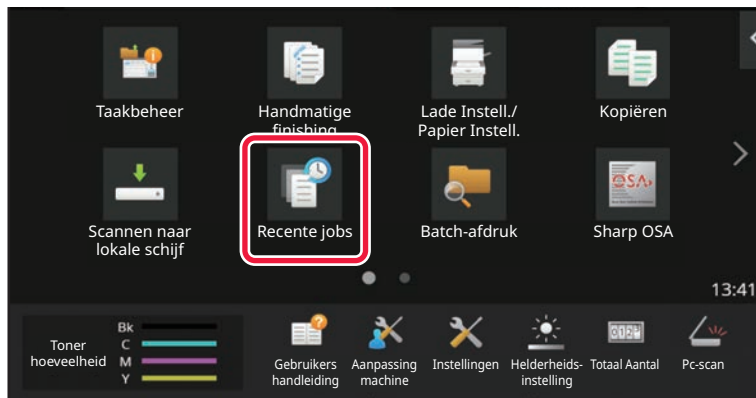 Taakbeheer
Handmatige
finishing
Lade Instell./
Papier Instell.
Kopiëren
Scannen naar
lokale schijf
Recente jobs
Batch-afdruk
OSA
Sharp OSA
13:41
Toner
hoeveelheid
Bk
C
M
Y
Gebruikers
handleiding
Aanpassing
machine
Instellingen
Helderheids-
instelling
0123
Totaal Aantal
Pc-scan